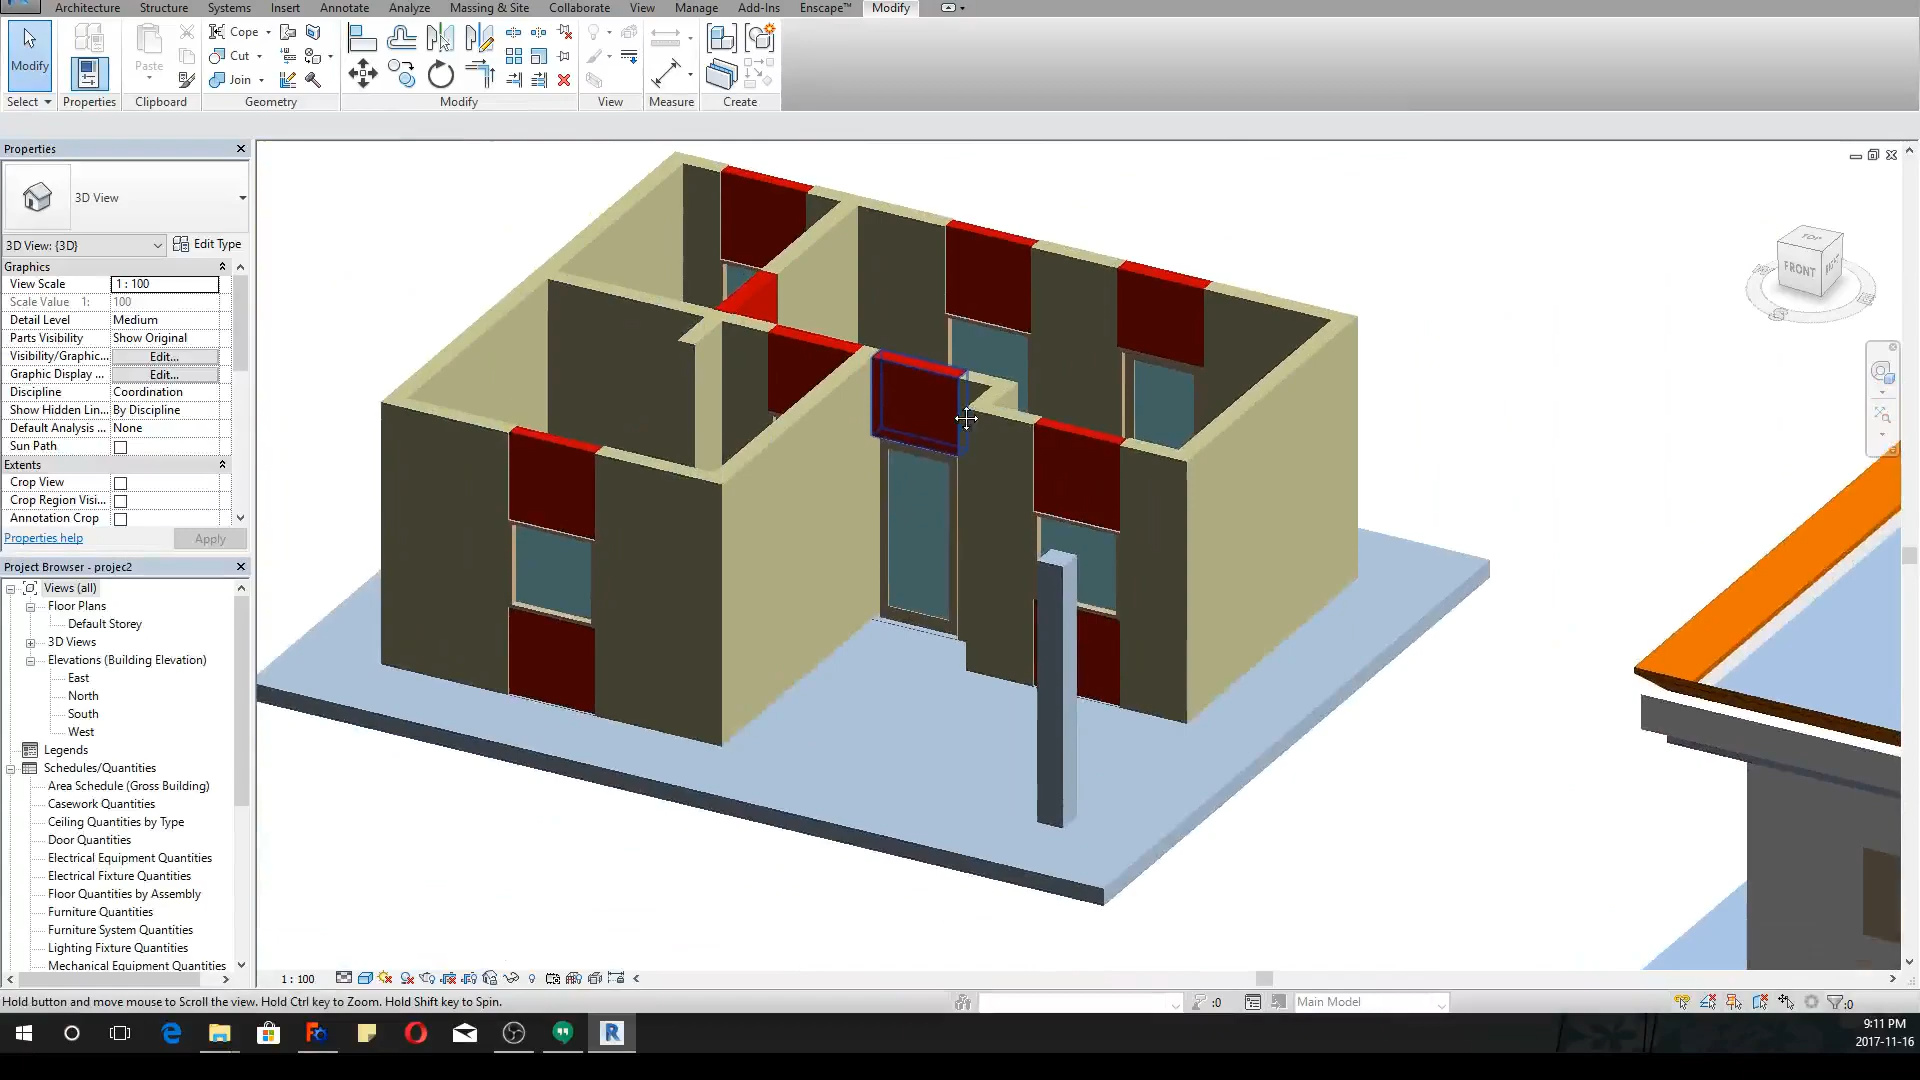 Architecture Structure Systems Insert Annotate Analyze Massing & Site Collaborate View Manage Add-Ins Enscape™ Modify
Modify
Paste
Cope
Cut
Join
Select Properties Clipboard Geometry Modify View Measure Create
Properties
3D View
3D View: {3D} Edit Type
Graphics
View Scale 1 : 100
Scale Value 1: 100
Detail Level Medium
Parts Visibility Show Original
Visibility/Graphic... Edit...
Graphic Display ... Edit...
Discipline Coordination
Show Hidden Lin... By Discipline
Default Analysis ... None
Sun Path
Extents
Crop View
Crop Region Visi...
Annotation Crop
Properties help Apply
Project Browser - projec2
Views (all)
Floor Plans
Default Storey
3D Views
Elevations (Building Elevation)
East
North
South
West
Legends
Schedules/Quantities
Area Schedule (Gross Building)
Casework Quantities
Ceiling Quantities by Type
Door Quantities
Electrical Equipment Quantities
Electrical Fixture Quantities
Floor Quantities by Assembly
Furniture Quantities
Furniture System Quantities
Lighting Fixture Quantities
Mechanical Equipment Quantities
TOP
FRONT
1 : 100
Hold button and move mouse to Scroll the view. Hold Ctrl key to Zoom. Hold Shift key to Spin.
:0
Main Model
:0
9:11 PM
2017-11-16